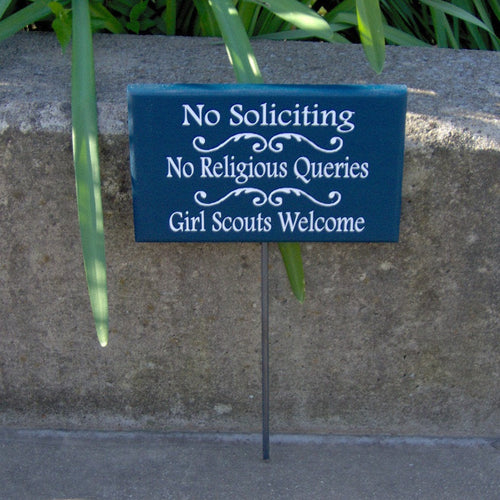 No Soliciting
No Religious Queries
Girl Scouts Welcome